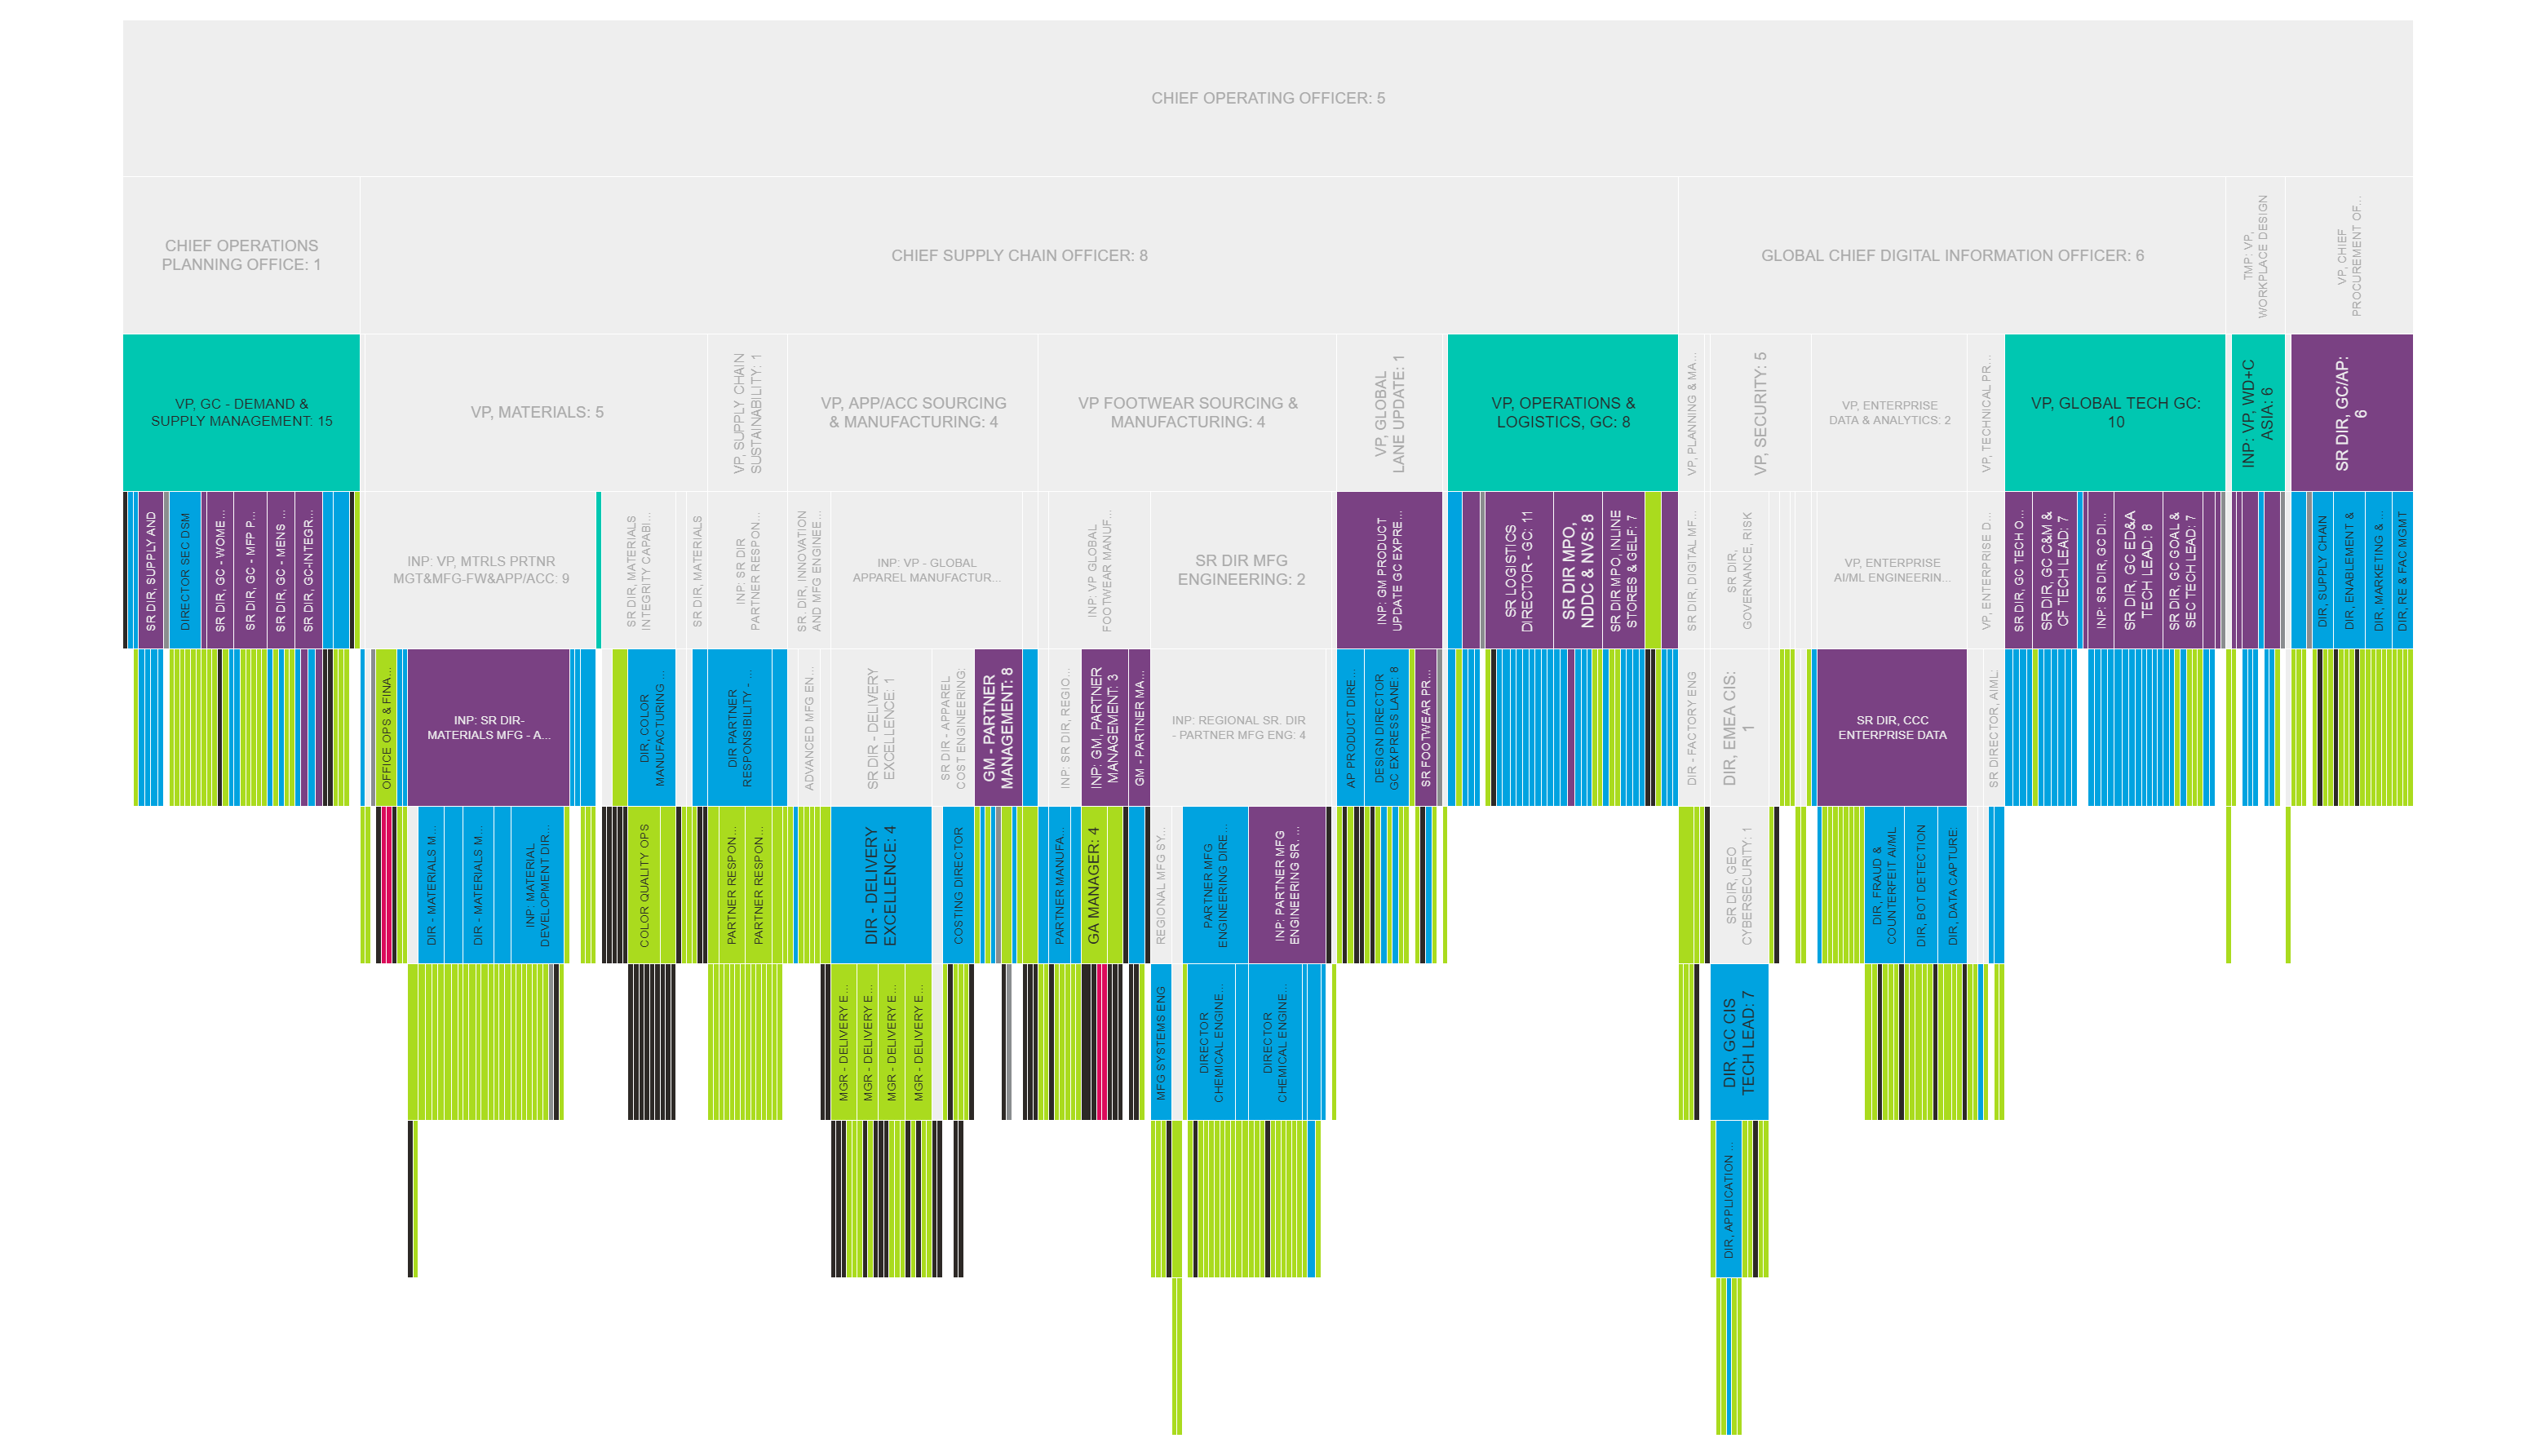 CHIEF OPERATING OFFICER: 5
CHIEF OPERATIONS
PLANNING OFFICE: 1
CHIEF SUPPLY CHAIN OFFICER: 8
GLOBAL CHIEF DIGITAL INFORMATION OFFICER: 6
TMP: VP,
WORKPLACE DESIGN
VP, CHIEF
PROCUREMENT OF...
VP, GC - DEMAND &
SUPPLY MANAGEMENT: 15
VP, MATERIALS: 5
VP, SUPPLY CHAIN
SUSTAINABILITY: 1
VP, APP/ACC SOURCING
& MANUFACTURING: 4
VP FOOTWEAR SOURCING &
MANUFACTURING: 4
VP, GLOBAL
LANE UPDATE: 1
VP, OPERATIONS &
LOGISTICS, GC: 8
VP, PLANNING & MA...
VP, SECURITY: 5
VP, ENTERPRISE
DATA & ANALYTICS: 2
VP, TECHNICAL PR...
VP, GLOBAL TECH GC:
10
INP: VP, WD+C
ASIA: 6
SR DIR, GC/AP:
6
SR DIR, SUPPLY AND
DIRECTOR SEC DSM
SR DIR, GC - WOME...
SR DIR, GC - MFP P...
SR DIR, GC - MENS ...
SR DIR, GC-INTEGR...
INP: VP, MTRLS PRTNR
MGT&MFG-FW&APP/ACC: 9
SR DIR, MATERIALS
INTEGRITY CAPABI...
SR DIR, MATERIALS
INP: SR DIR
PARTNER RESPON...
SR. DIR, INNOVATION
AND MFG ENGINEE...
INP: VP - GLOBAL
APPAREL MANUFACTUR...
INP: VP GLOBAL
FOOTWEAR MANUF...
SR DIR MFG
ENGINEERING: 2
INP: GM PRODUCT
UPDATE GC EXPRE...
SR LOGISTICS
DIRECTOR - GC: 11
SR DIR MPO,
NDDC & NVS: 8
SR DIR MPO, INLINE
STORES & GELF: 7
SR DIR, DIGITAL MF...
SR DIR,
GOVERNANCE, RISK
VP, ENTERPRISE
AI/ML ENGINEERIN...
VP, ENTERPRISE D...
SR DIR, GC TECH O...
SR DIR, GC C&M &
CF TECH LEAD: 7
INP: SR DIR, GC DI...
SR DIR, GC ED&A
TECH LEAD: 8
SR DIR, GC GOAL &
SEC TECH LEAD: 7
DIR, SUPPLY CHAIN
DIR, ENABLEMENT &
DIR, MARKETING & ...
DIR, RE & FAC MGMT
OFFICE OPS & FINA...
INP: SR DIR-
MATERIALS MFG - A...
DIR, COLOR
MANUFACTURING ...
DIR PARTNER
RESPONSIBILITY - ...
ADVANCED MFG EN...
SR DIR - DELIVERY
EXCELLENCE: 1
SR DIR - APPAREL
COST ENGINEERING:
GM - PARTNER
MANAGEMENT: 8
INP: SR DIR, REGIO...
INP: GM, PARTNER
MANAGEMENT: 3
GM - PARTNER MA...
INP: REGIONAL SR. DIR
- PARTNER MFG ENG: 4
AP PRODUCT DIRE...
DESIGN DIRECTOR
GC EXPRESS LANE: 8
SR FOOTWEAR PR...
DIR - FACTORY ENG
DIR, EMEA CIS:
1
SR DIR, CCC
ENTERPRISE DATA
SR DIRECTOR, AIML:
DIR - MATERIALS M...
DIR - MATERIALS M...
INP: MATERIAL
DEVELOPMENT DIR...
COLOR QUALITY OPS
PARTNER RESPON...
PARTNER RESPON...
DIR - DELIVERY
EXCELLENCE: 4
COSTING DIRECTOR
PARTNER MANUFA...
GA MANAGER: 4
REGIONAL MFG SY...
PARTNER MFG
ENGINEERING DIRE...
INP: PARTNER MFG
ENGINEERING SR. ...
SR DIR, GEO
CYBERSECURITY: 1
DIR, FRAUD &
COUNTERFEIT AI/ML
DIR, BOT DETECTION
DIR, DATA CAPTURE:
MGR - DELIVERY E...
MGR - DELIVERY E...
MGR - DELIVERY E...
MGR - DELIVERY E...
MFG SYSTEMS ENG
DIRECTOR
CHEMICAL ENGINE...
DIRECTOR
CHEMICAL ENGINE...
DIR, GC CIS
TECH LEAD: 7
DIR, APPLICATION ...